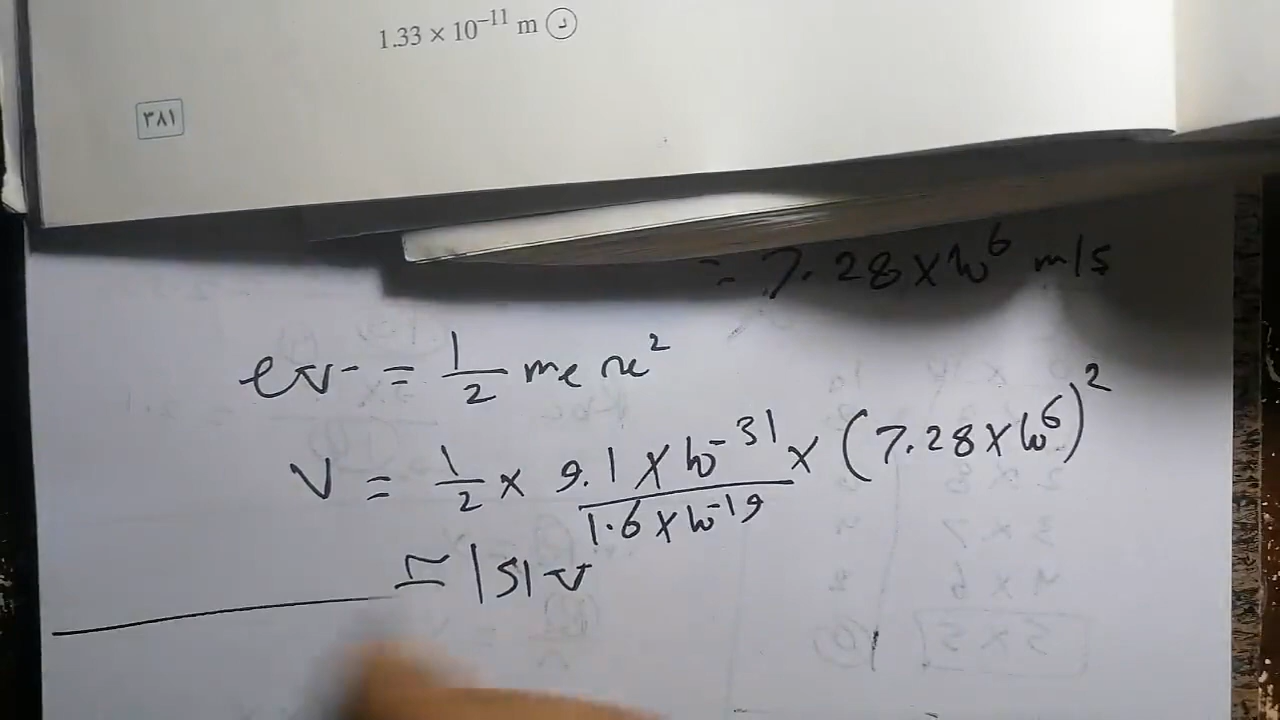 1.33 × 10⁻¹¹ m د
٣٨١
= 7.28 × 10⁶ m/s
eV = 1/2 me v²
V = 1/2 × 9.1 × 10⁻³¹ / 1.6 × 10⁻¹⁹ × (7.28 × 10⁶)²
≃ 151 v